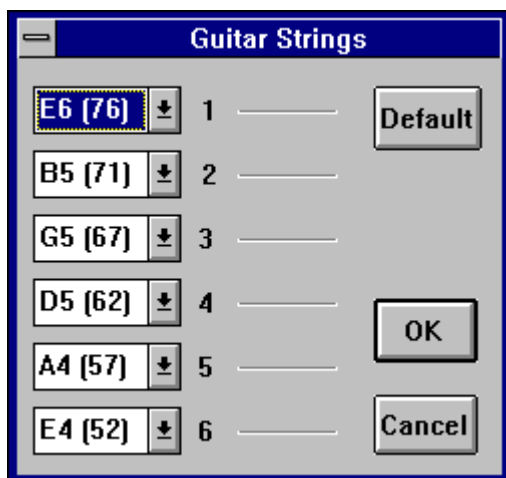 Guitar Strings
E6 (76) 1 Default
B5 (71) 2
G5 (67) 3
D5 (62) 4
OK
A4 (57) 5
E4 (52) 6 Cancel